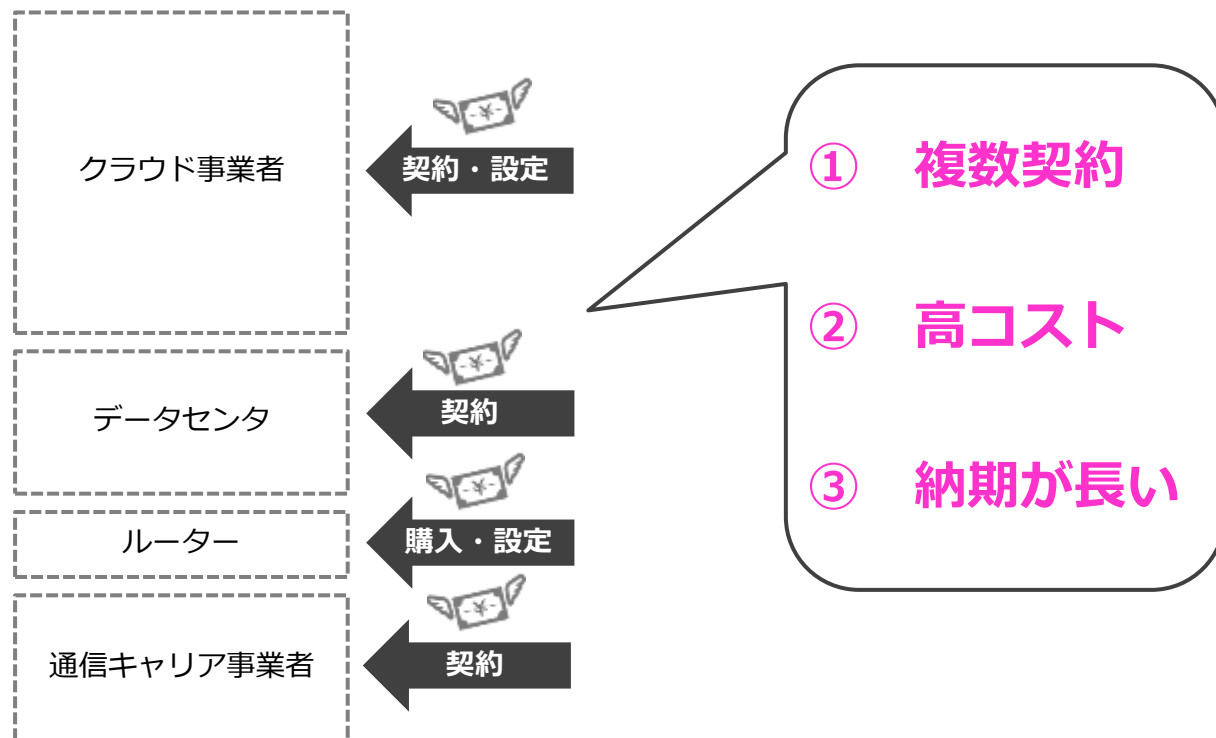 クラウド事業者
契約・設定
データセンタ
契約
ルーター
購入・設定
通信キャリア事業者
契約
① 複数契約
② 高コスト
③ 納期が長い